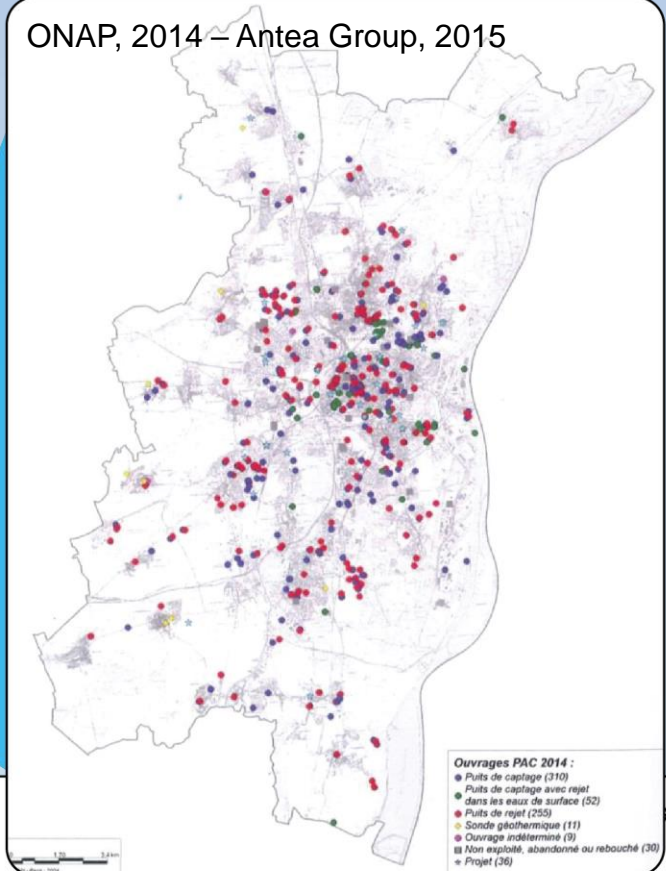 ONAP, 2014 – Antea Group, 2015
Ouvrages PAC 2014 :
Puits de captage (310)
Puits de captage avec rejet
dans les eaux de surface (52)
Puits de rejet (255)
Sonde géothermique (11)
Ouvrage indéterminé (9)
Non exploité, abandonné ou rebouché (30)
Projet (36)